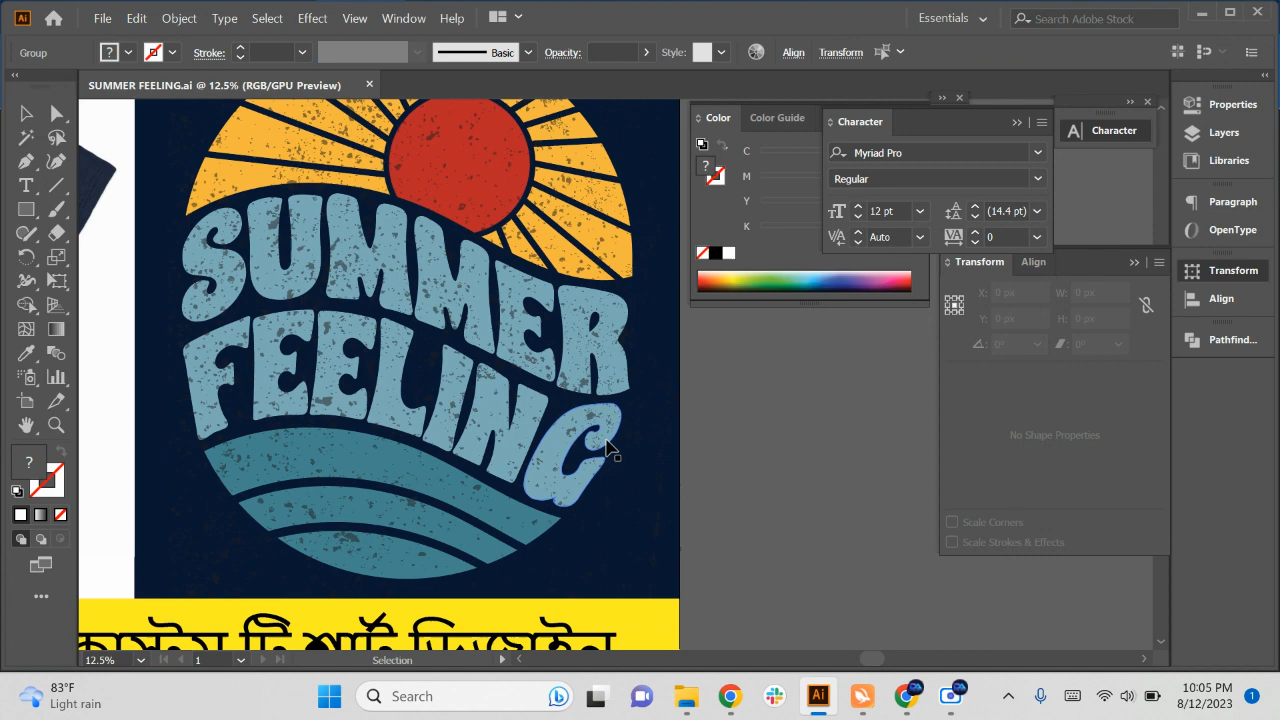 File Edit Object Type Select Effect View Window Help
Essentials
Search Adobe Stock
Group
Stroke:
Basic
Opacity:
Style:
Align
Transform
SUMMER FEELING.ai @ 12.5% (RGB/GPU Preview)
Color
Color Guide
C
M
Y
K
Character
Myriad Pro
Regular
12 pt
(14.4 pt)
Auto
0
Character
Properties
Layers
Libraries
Paragraph
OpenType
Transform
Align
Pathfind...
Transform
Align
X: 0 px
W: 0 px
Y: 0 px
H: 0 px
0°
0°
No Shape Properties
Scale Corners
Scale Strokes & Effects
SUMMER
FEELING
কাস্টম টি শার্ট ডিজাইন
12.5%
1
Selection
83°F
Light rain
Search
10:05 PM
8/12/2023
1